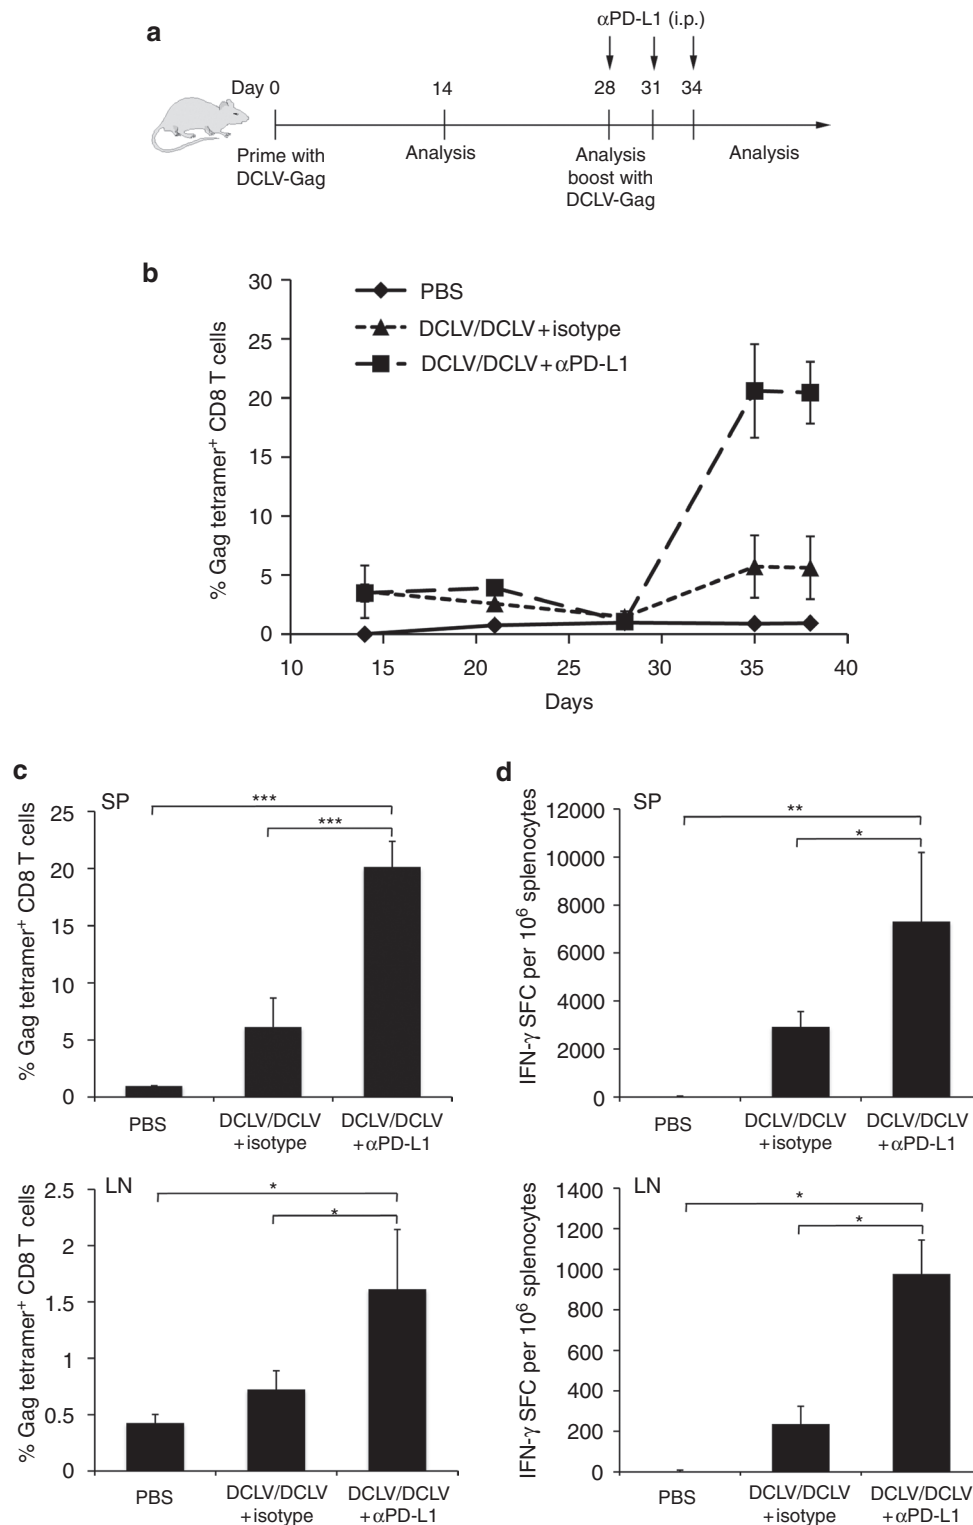 a
αPD-L1 (i.p.)
Day 0 14 28 31 34
Prime with
DCLV-Gag
Analysis
Analysis
boost with
DCLV-Gag
Analysis
b
% Gag tetramer+ CD8 T cells
30
25
20
15
10
5
0
PBS
DCLV/DCLV+isotype
DCLV/DCLV+αPD-L1
10 15 20 25 30 35 40
Days
c
SP
% Gag tetramer+ CD8 T cells
25
20
15
10
5
0
***
***
PBS
DCLV/DCLV
+isotype
DCLV/DCLV
+αPD-L1
LN
% Gag tetramer+ CD8 T cells
2.5
2
1.5
1
0.5
0
*
*
PBS
DCLV/DCLV
+isotype
DCLV/DCLV
+αPD-L1
d
SP
IFN-γ SFC per 10⁶ splenocytes
12000
10000
8000
6000
4000
2000
0
**
*
PBS
DCLV/DCLV
+isotype
DCLV/DCLV
+αPD-L1
LN
IFN-γ SFC per 10⁶ splenocytes
1400
1200
1000
800
600
400
200
0
*
*
PBS
DCLV/DCLV
+isotype
DCLV/DCLV
+αPD-L1